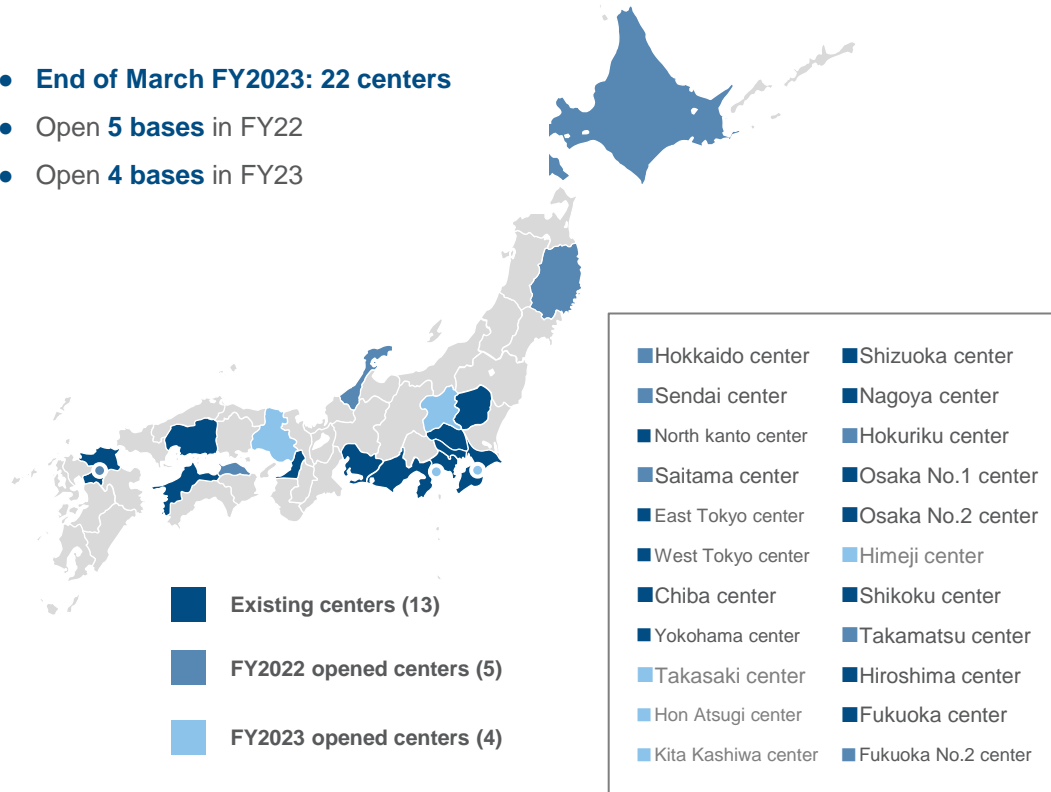 ● End of March FY2023: 22 centers
● Open 5 bases in FY22
● Open 4 bases in FY23
Existing centers (13)
FY2022 opened centers (5)
FY2023 opened centers (4)
Hokkaido center
Sendai center
North kanto center
Saitama center
East Tokyo center
West Tokyo center
Chiba center
Yokohama center
Takasaki center
Hon Atsugi center
Kita Kashiwa center
Shizuoka center
Nagoya center
Hokuriku center
Osaka No.1 center
Osaka No.2 center
Himeji center
Shikoku center
Takamatsu center
Hiroshima center
Fukuoka center
Fukuoka No.2 center